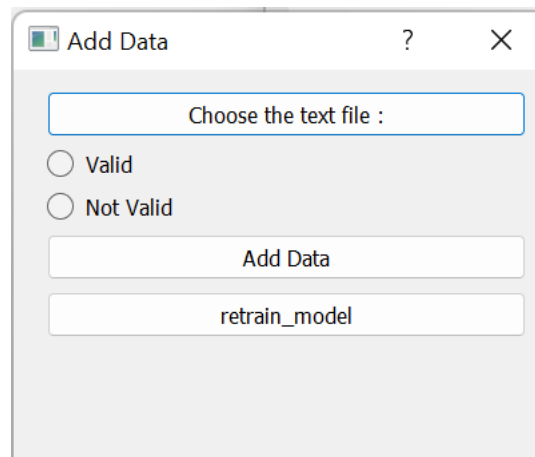 Add Data ?
Choose the text file :
Valid
Not Valid
Add Data
retrain_model